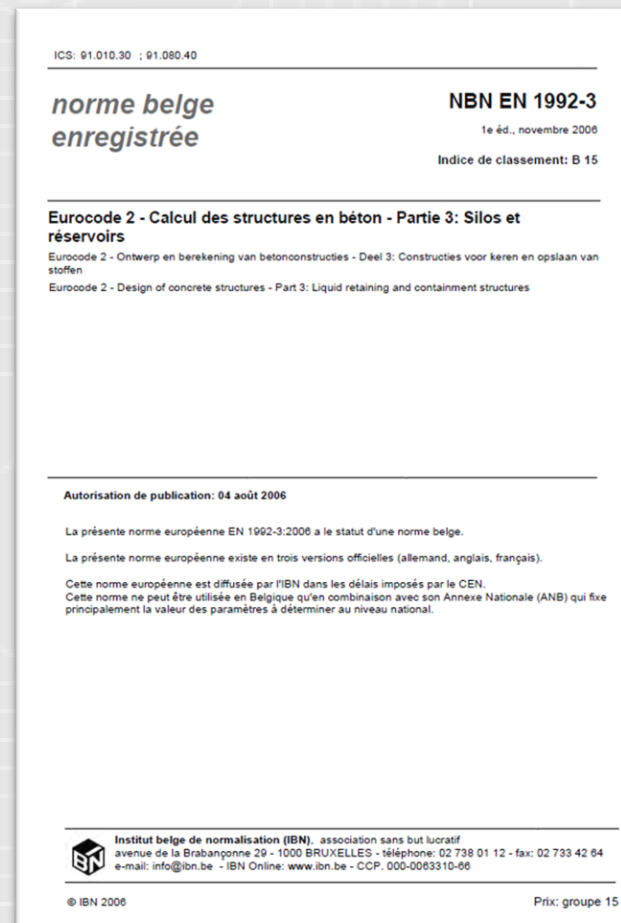 ICS: 91.010.30 ; 91.080.40
norme belge
enregistrée
NBN EN 1992-3
1e éd., novembre 2006
Indice de classement: B 15
Eurocode 2 - Calcul des structures en béton - Partie 3: Silos et
réservoirs
Eurocode 2 - Ontwerp en berekening van betonconstructies - Deel 3: Constructies voor keren en opslaan van
stoffen
Eurocode 2 - Design of concrete structures - Part 3: Liquid retaining and containment structures
Autorisation de publication: 04 août 2006
La présente norme européenne EN 1992-3:2006 a le statut d'une norme belge.
La présente norme européenne existe en trois versions officielles (allemand, anglais, français).
Cette norme européenne est diffusée par l'IBN dans les délais imposés par le CEN.
Cette norme ne peut être utilisée en Belgique qu'en combinaison avec son Annexe Nationale (ANB) qui fixe
principalement la valeur des paramètres à déterminer au niveau national.
BN
Institut belge de normalisation (IBN), association sans but lucratif
avenue de la Brabançonne 29 - 1000 BRUXELLES - téléphone: 02 738 01 12 - fax: 02 733 42 64
e-mail: info@ibn.be - IBN Online: www.ibn.be - CCP. 000-0063310-66
© IBN 2006
Prix: groupe 15